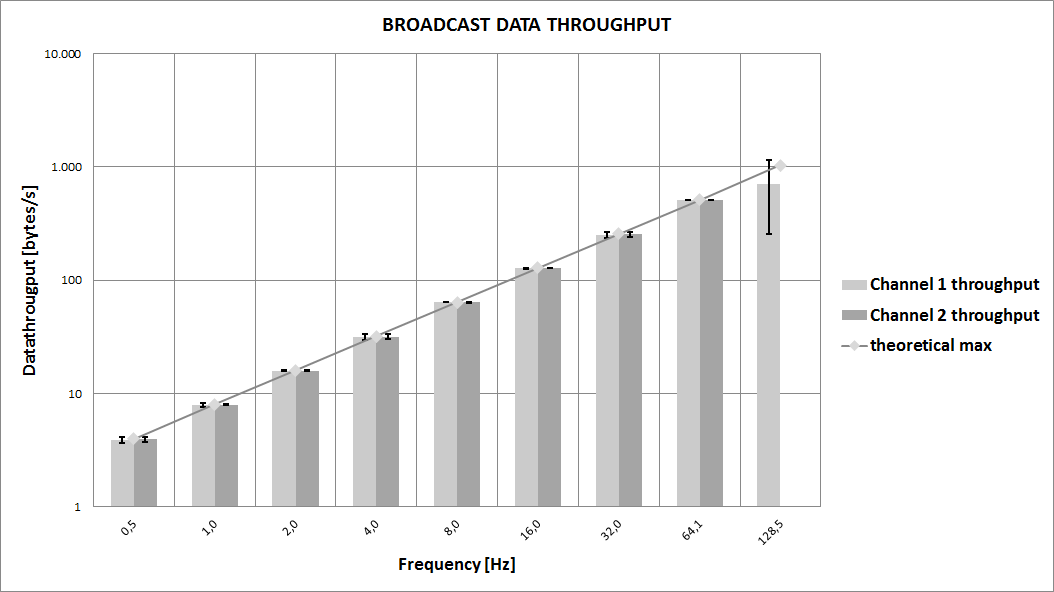 BROADCAST DATA THROUGHPUT
10.000
1.000
100
10
1
Datathrougput [bytes/s]
0,5
1,0
2,0
4,0
8,0
16,0
32,0
64,1
128,5
Frequency [Hz]
Channel 1 throughput
Channel 2 throughput
theoretical max